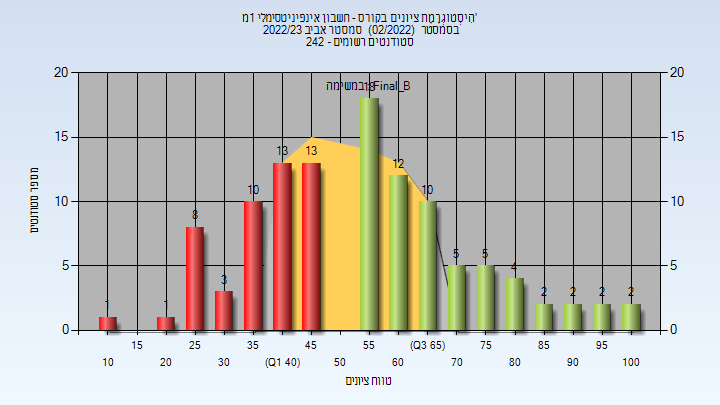 היסטוגרמת ציונים בקורס - חשבון אינפיניטסימלי 1מ'
בסמסטר (02/2022) סמסטר אביב 2022/23
סטודנטים רשומים - 242
במשימה: Final_B
20 20
15 15
10 10
5 5
0 0
מספר סטודנטים
1 1 8 3 10 13 13 18 12 10 5 5 4 2 2 2 2
15 25 35 45 55 (Q3 65) 75 85 95
10 20 30 (Q1 40) 50 60 70 80 90 100
טווח ציונים